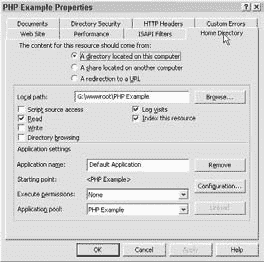 PHP Example Properties
Documents Directory Security HTTP Headers Custom Errors
Web Site Performance ISAPI Filters Home Directory
The content for this resource should come from:
A directory located on this computer
A share located on another computer
A redirection to a URL
Local path: G:\wwwroot\PHP Example Browse...
Script source access Log visits
Read Index this resource
Write
Directory browsing
Application settings
Application name: Default Application Remove
Starting point: <PHP Example>
Configuration...
Execute permissions: None
Application pool: PHP Example Unload
OK Cancel Apply Help